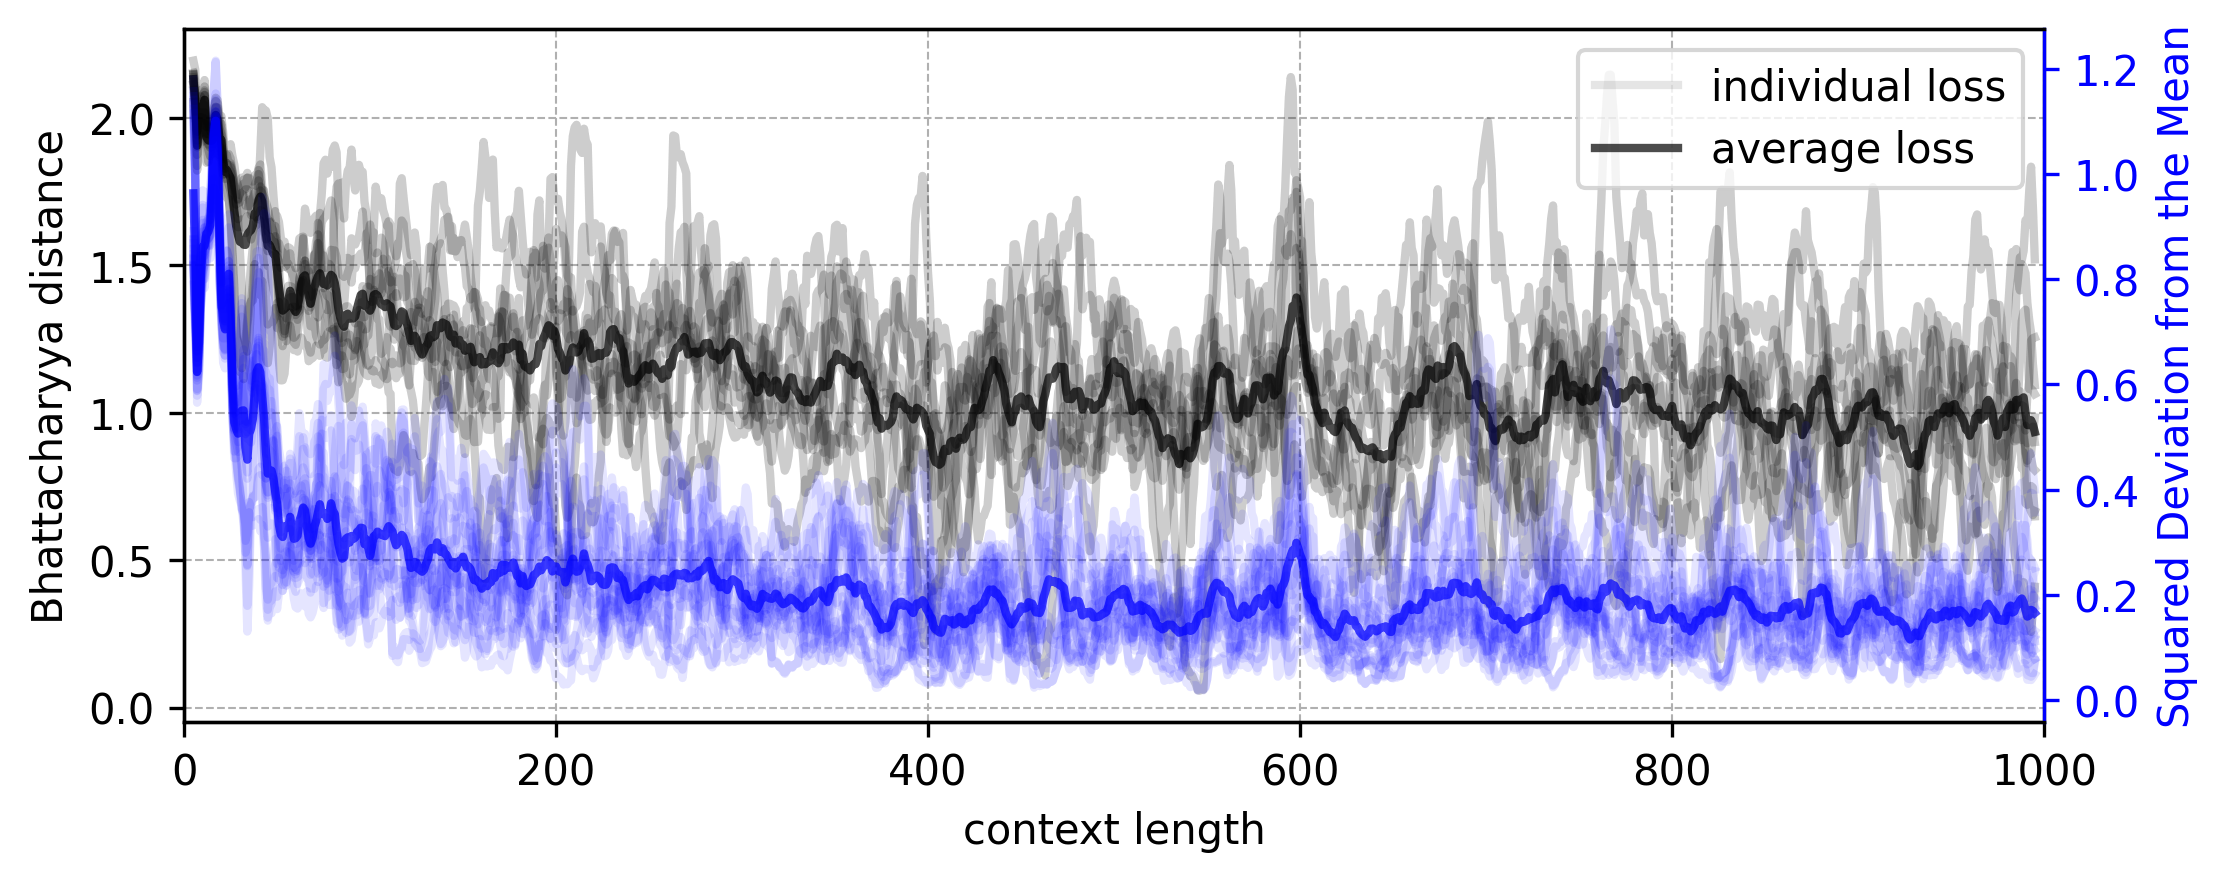 Bhattacharyya distance
2.0
1.5
1.0
0.5
0.0
individual loss
average loss
1.2
1.0
0.8
0.6
0.4
0.2
0.0
Squared Deviation from the Mean
0 200 400 600 800 1000
context length